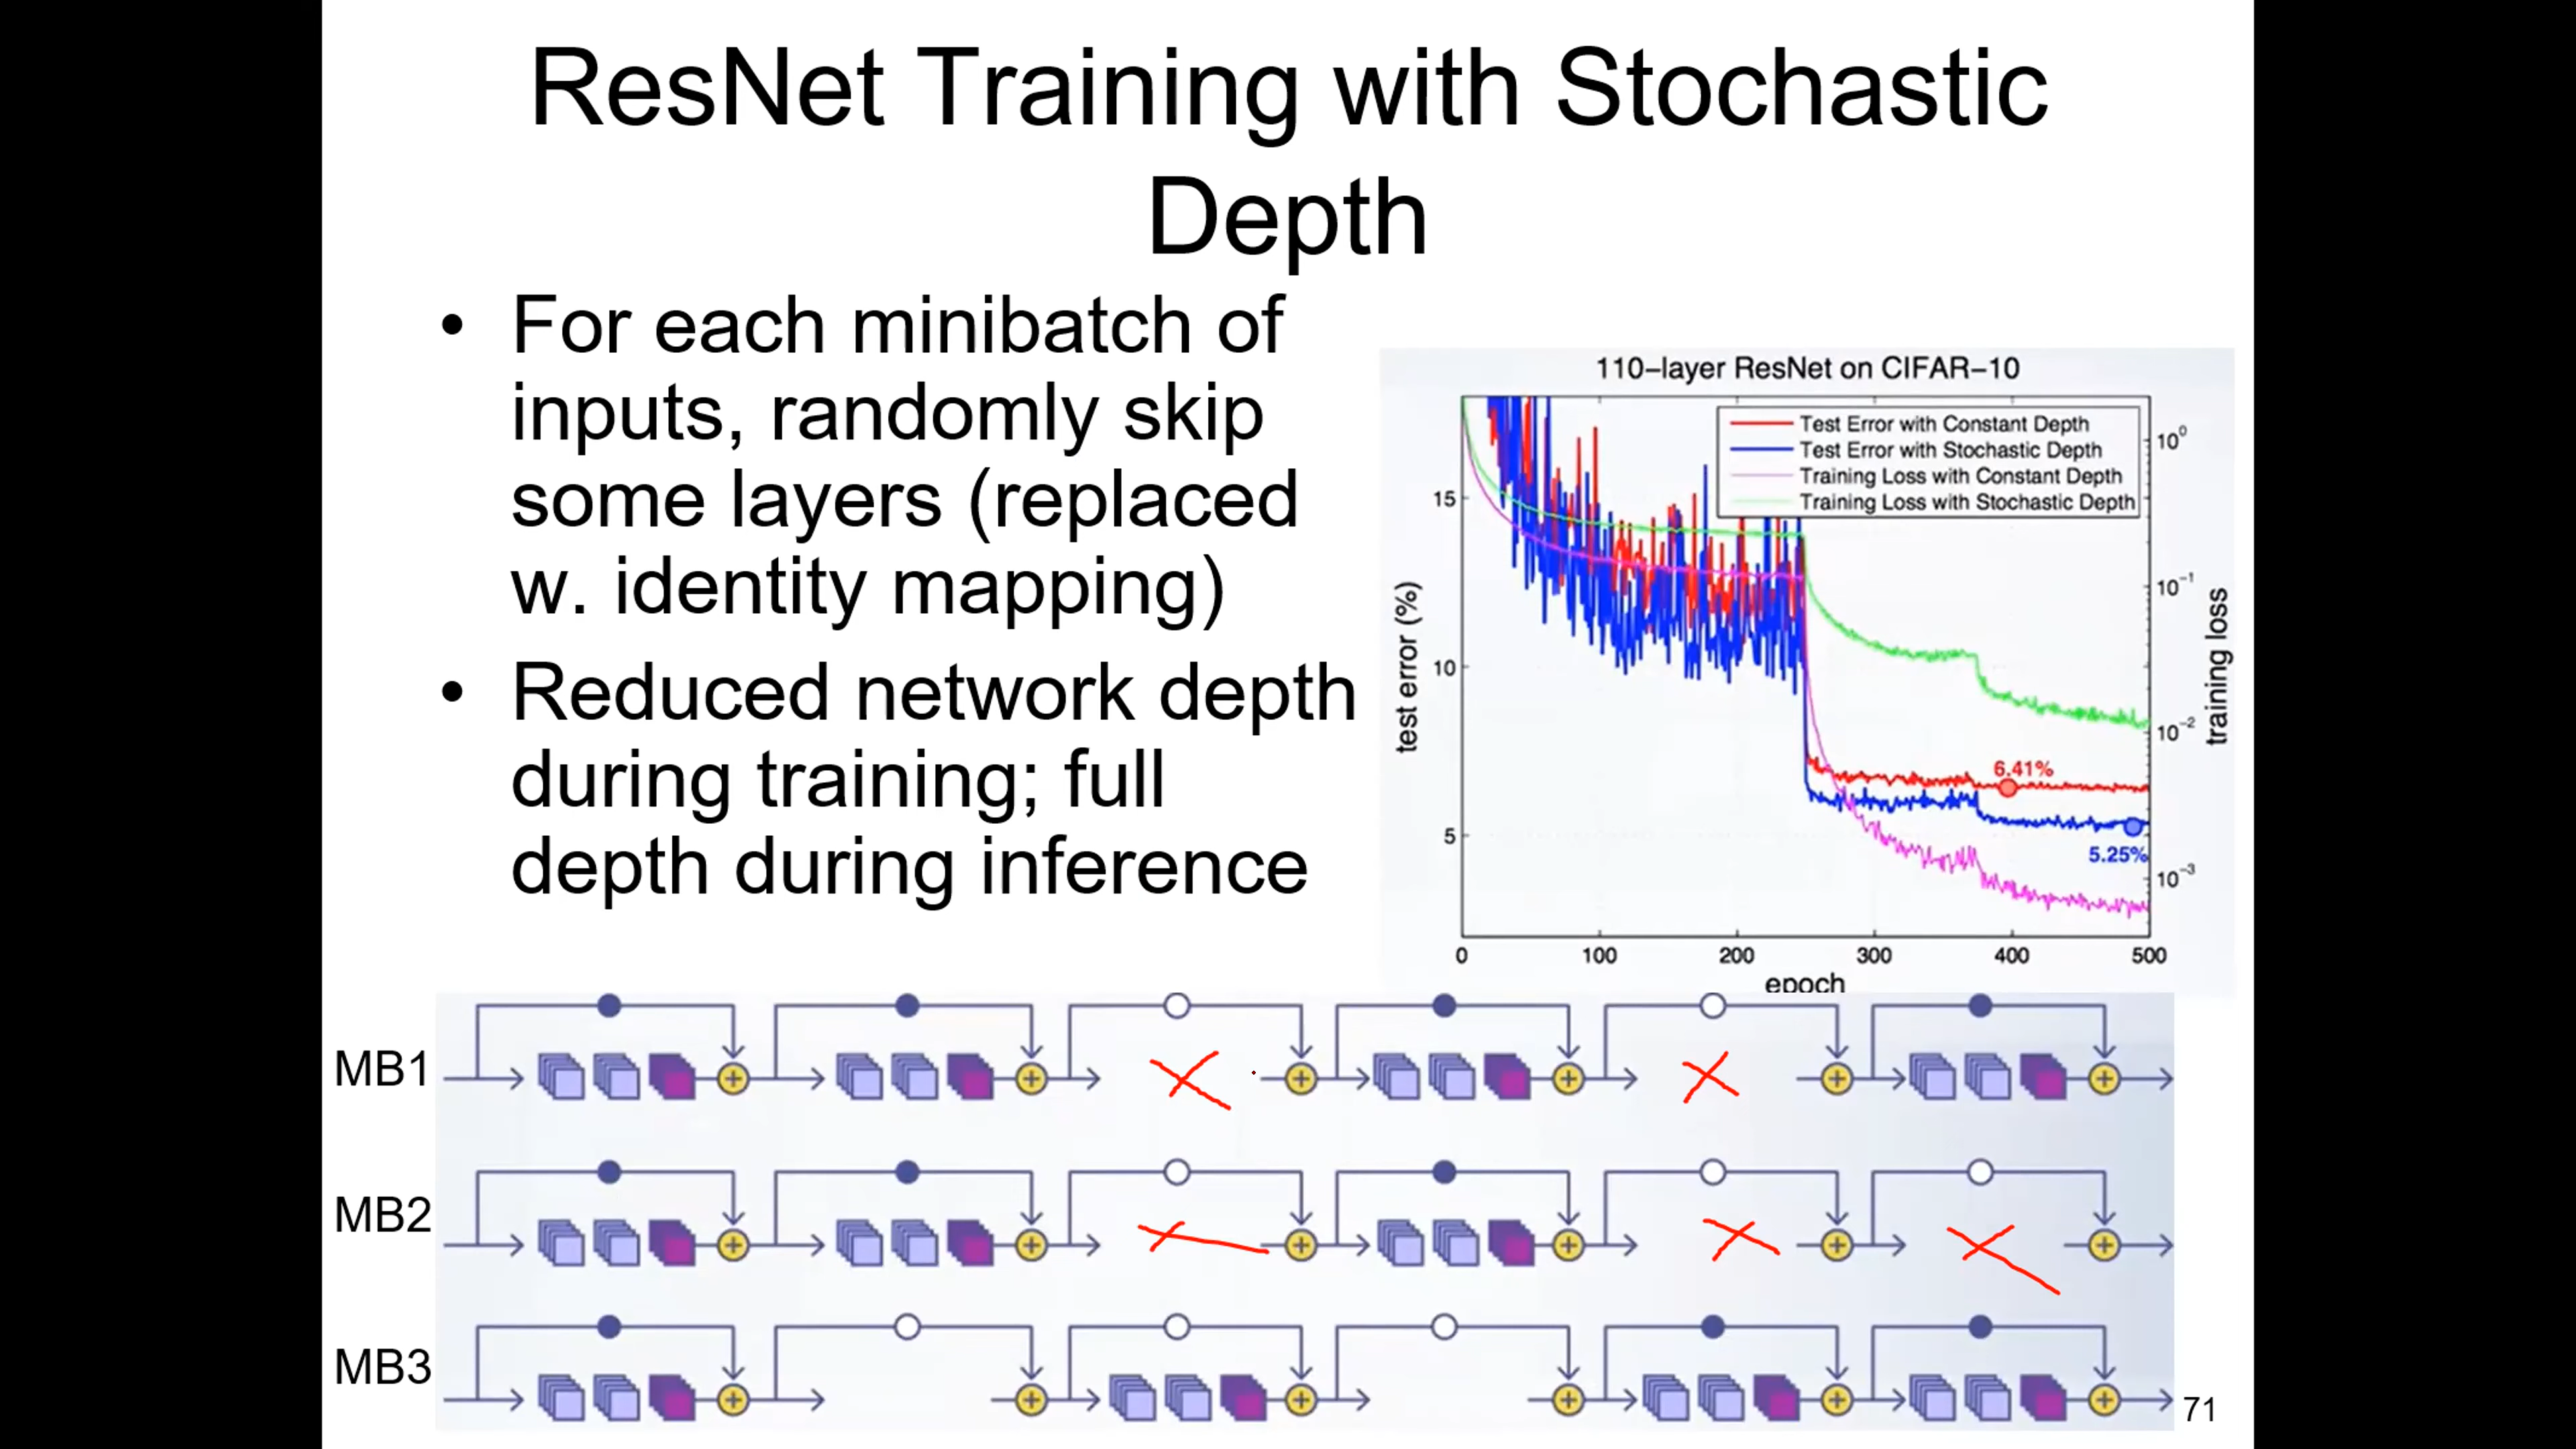 ResNet Training with Stochastic
Depth
• For each minibatch of
inputs, randomly skip
some layers (replaced
w. identity mapping)
• Reduced network depth
during training; full
depth during inference
110-layer ResNet on CIFAR-10
Test Error with Constant Depth
Test Error with Stochastic Depth
Training Loss with Constant Depth
Training Loss with Stochastic Depth
test error (%)
15
10
5
training loss
10⁰
10⁻¹
10⁻²
10⁻³
6.41%
5.25%
0 100 200 300 400 500
epoch
MB1
MB2
MB3
71